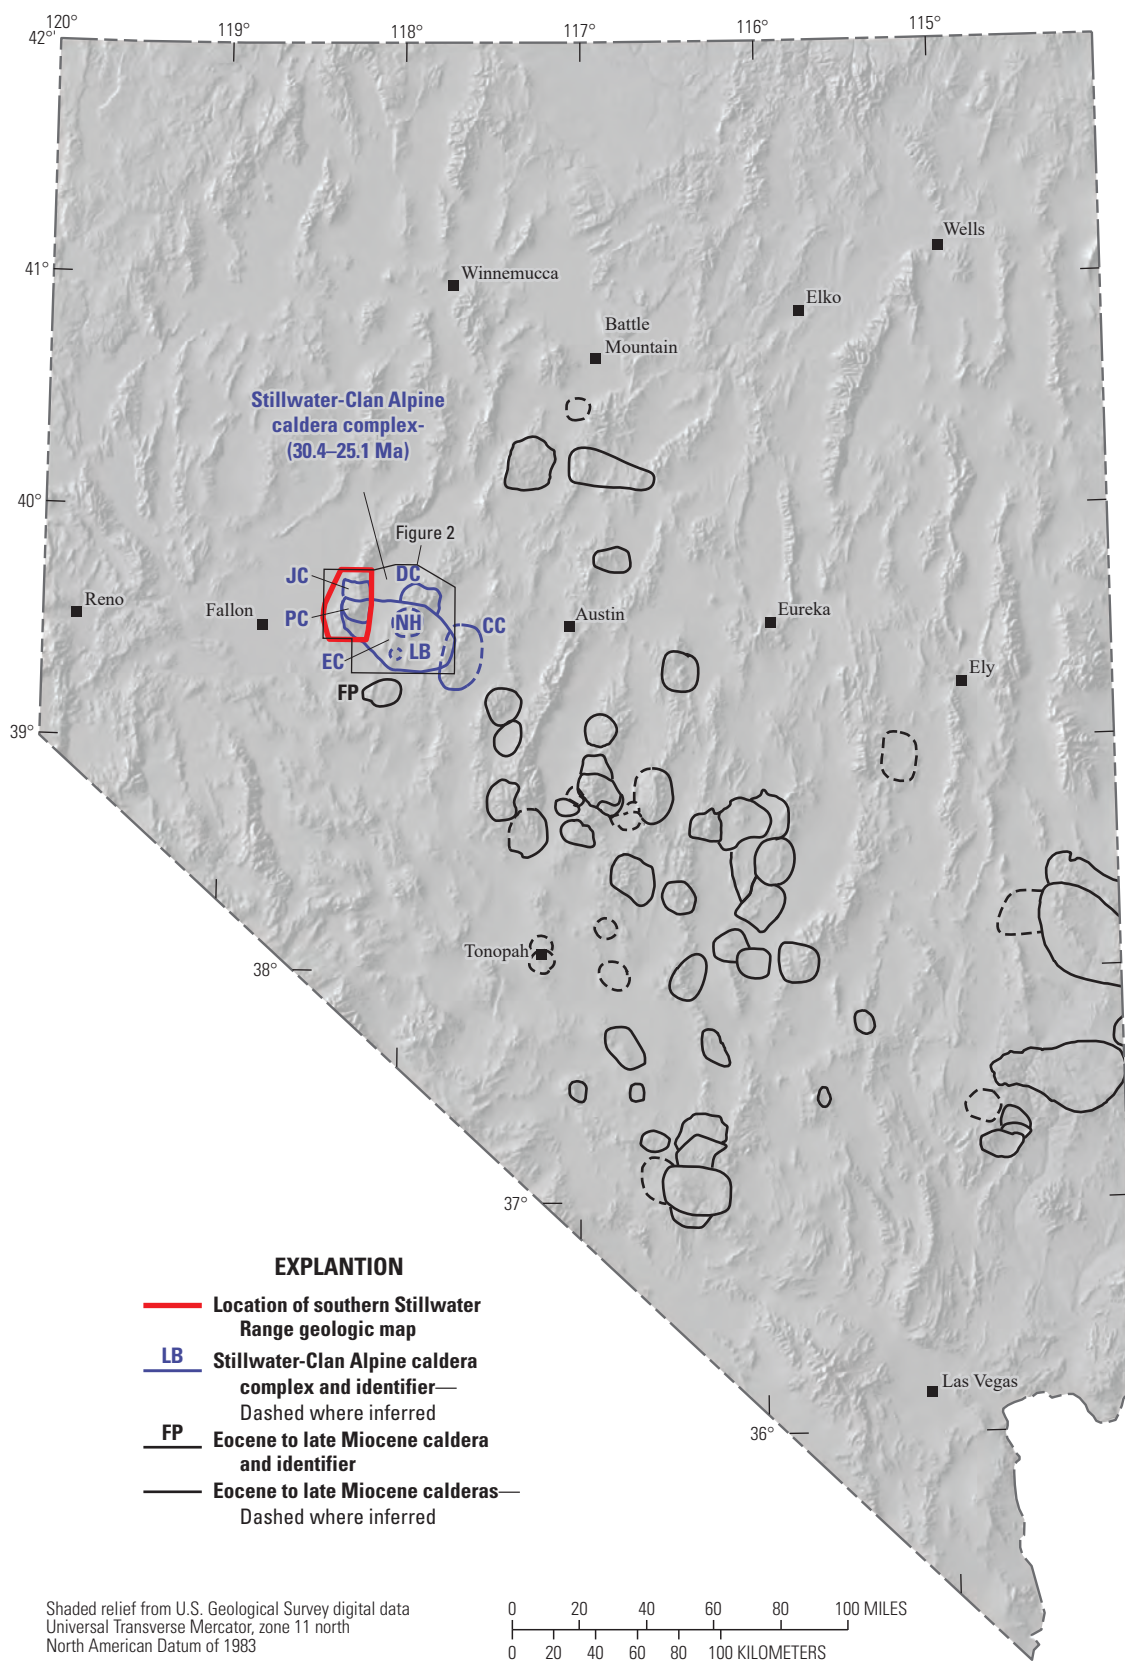 120°
119°
118°
117°
116°
115°
42°
Wells
41°
Winnemucca
Elko
Battle
Mountain
Stillwater-Clan Alpine
caldera complex-
(30.4–25.1 Ma)
40°
Figure 2
JC
DC
Reno
Fallon
PC
NH
CC
Austin
Eureka
EC
LB
Ely
FP
39°
Tonopah
38°
37°
EXPLANTION
Location of southern Stillwater
Range geologic map
LB
Stillwater-Clan Alpine caldera
complex and identifier—
Dashed where inferred
FP
Eocene to late Miocene caldera
and identifier
Eocene to late Miocene calderas—
Dashed where inferred
Las Vegas
36°
Shaded relief from U.S. Geological Survey digital data
Universal Transverse Mercator, zone 11 north
North American Datum of 1983
0 20 40 60 80 100 MILES
0 20 40 60 80 100 KILOMETERS